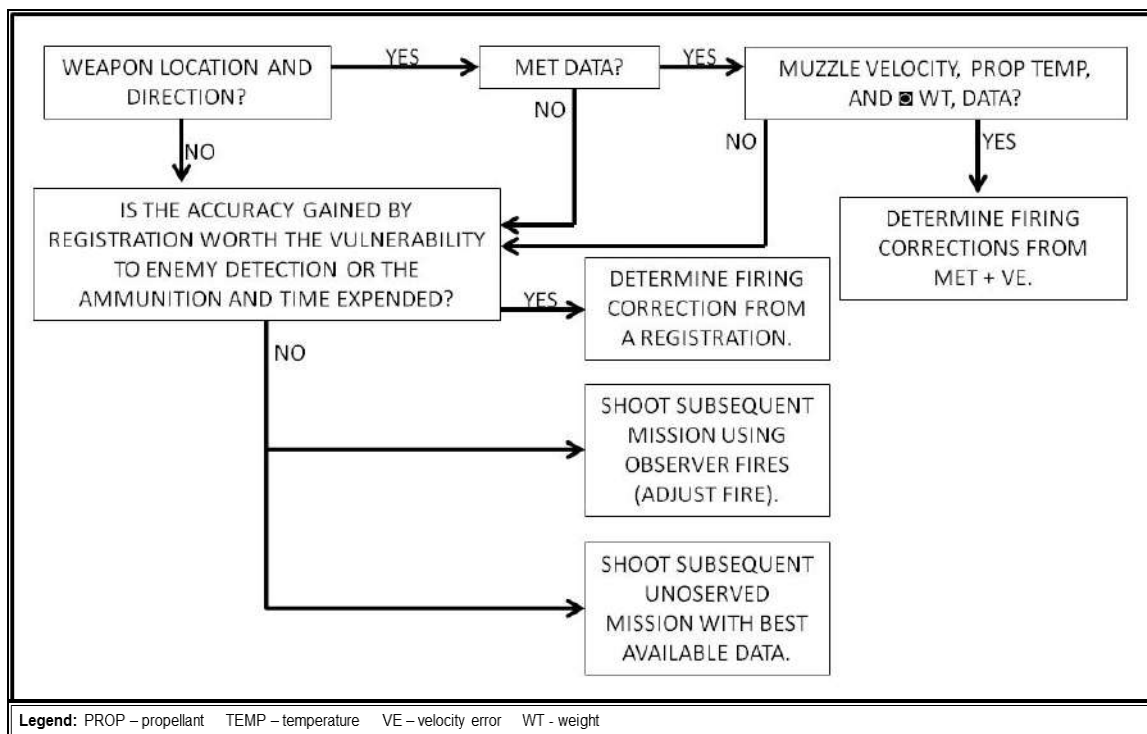 WEAPON LOCATION AND
DIRECTION?
YES
MET DATA?
YES
MUZZLE VELOCITY, PROP TEMP,
AND ◙ WT, DATA?
NO
NO
NO
YES
IS THE ACCURACY GAINED BY
REGISTRATION WORTH THE VULNERABILITY
TO ENEMY DETECTION OR THE
AMMUNITION AND TIME EXPENDED?
YES
DETERMINE FIRING
CORRECTION FROM
A REGISTRATION.
DETERMINE FIRING
CORRECTIONS FROM
MET + VE.
NO
SHOOT SUBSEQUENT
MISSION USING
OBSERVER FIRES
(ADJUST FIRE).
SHOOT SUBSEQUENT
UNOSERVED
MISSION WITH BEST
AVAILABLE DATA.
Legend: PROP – propellant TEMP – temperature VE – velocity error WT - weight